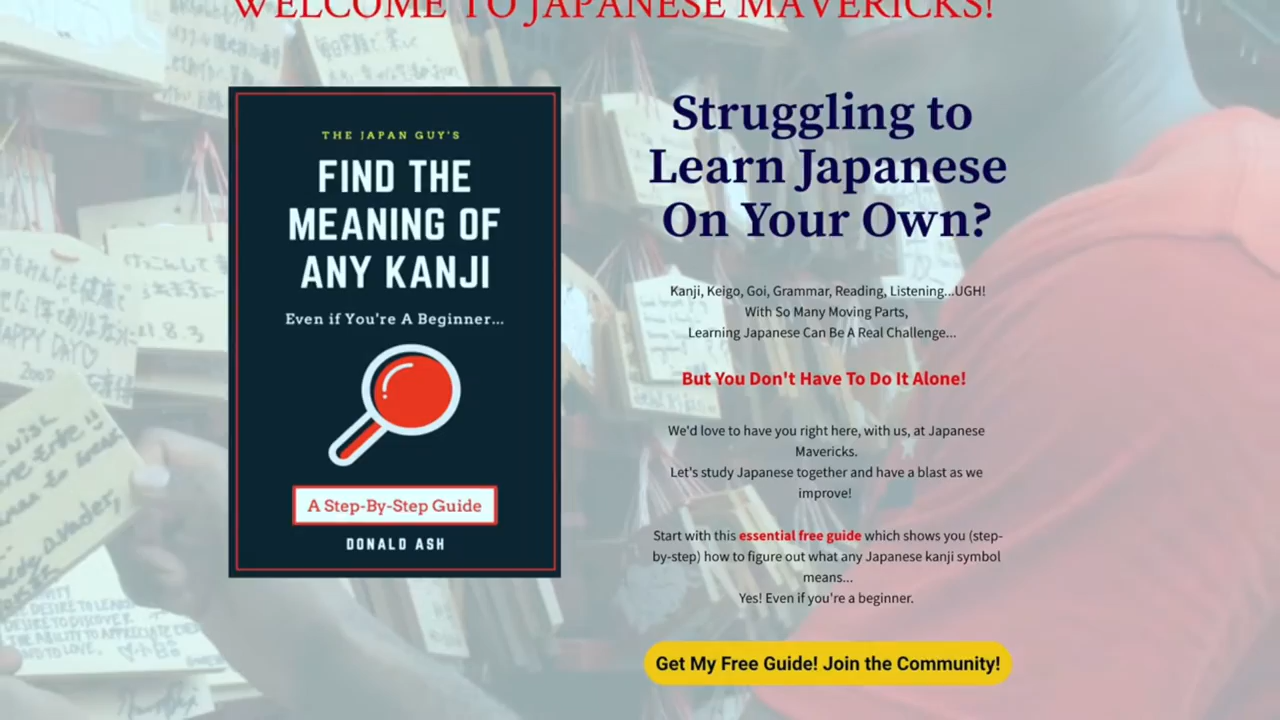 WELCOME TO JAPANESE MAVERICKS!
THE JAPAN GUY'S
FIND THE
MEANING OF
ANY KANJI
Even if You're A Beginner...
A Step-By-Step Guide
DONALD ASH
Struggling to
Learn Japanese
On Your Own?
Kanji, Keigo, Goi, Grammar, Reading, Listening...UGH!
With So Many Moving Parts,
Learning Japanese Can Be A Real Challenge...
But You Don't Have To Do It Alone!
We'd love to have you right here, with us, at Japanese
Mavericks.
Let's study Japanese together and have a blast as we
improve!
Start with this essential free guide which shows you (step-
by-step) how to figure out what any Japanese kanji symbol
means...
Yes! Even if you're a beginner.
Get My Free Guide! Join the Community!